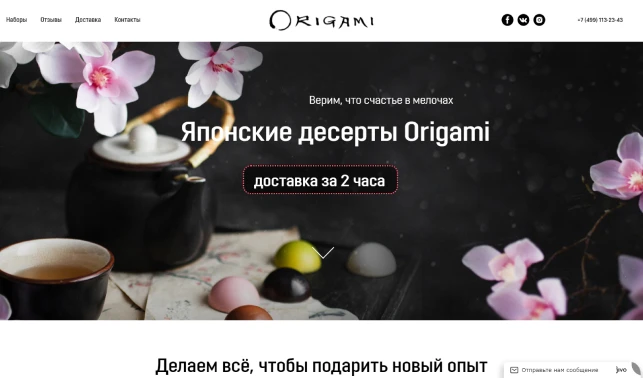 Наборы Отзывы Доставка Контакты
ORIGAMI
+7 (499) 113-23-43
Верим, что счастье в мелочах
Японские десерты Origami
доставка за 2 часа
Делаем всё, чтобы подарить новый опыт
Отправьте нам сообщение jivo